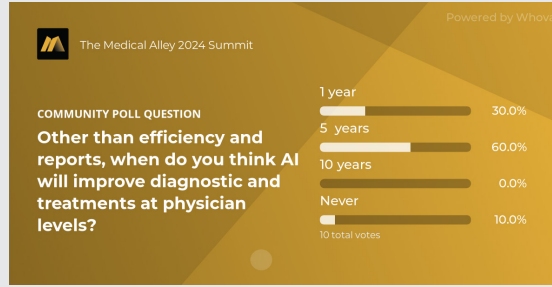 Powered by
The Medical Alley 2024 Summit
COMMUNITY POLL QUESTION
Other than efficiency and
reports, when do you think AI
will improve diagnostic and
treatments at physician
levels?
1 year
30.0%
5 years
60.0%
10 years
0.0%
Never
10.0%
10 total votes